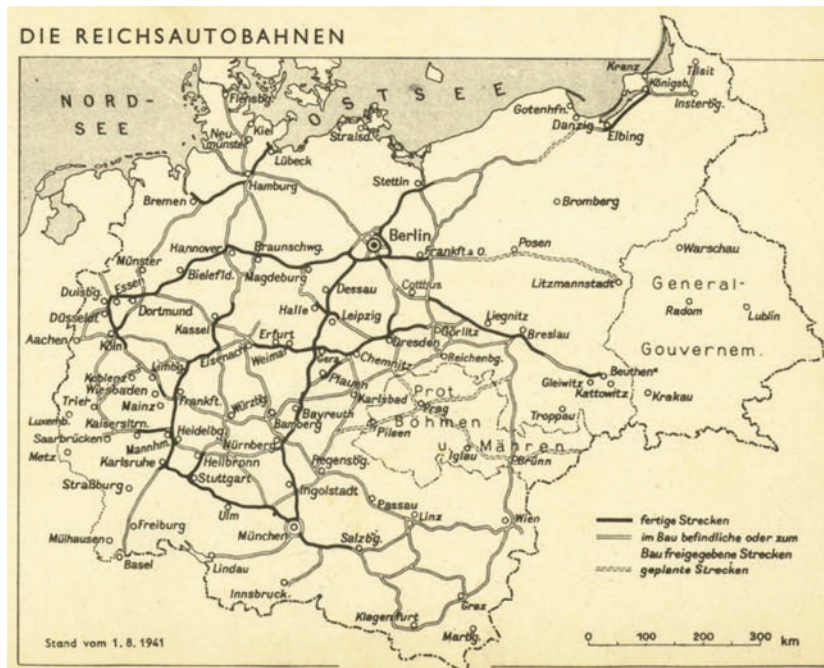 DIE REICHSAUTOBAHNEN
NORD-
SEE
OSTSEE
Flensbg.
Kiel
Neu-
münster
Lübeck
Stralsd.
Hamburg
Bremen
Stettin
Kranz
Königsb.
Tilsit
Insterbg.
Gotenhfn.
Danzig
Elbing
Bromberg
Berlin
Frankft a O.
Posen
Litzmannstadt
Warschau
General-
Radom
Lublin
Gouvernem.
Hannover
Braunschwg.
Magdeburg
Münster
Bielefld.
Duisbg.
Essen
Düsseldf.
Dortmund
Aachen
Köln
Kassel
Halle
Dessau
Leipzig
Cottbus
Liegnitz
Görlitz
Breslau
Dresden
Reichenbg.
Eisenach
Erfurt
Weimar
Gera
Chemnitz
Plauen
Karlsbad
Limbg.
Koblenz
Wiesbaden
Frankft.
Mainz
Trier
Luxemb.
Kaisersltrn.
Saarbrücken
Metz
Mannhm.
Heidelbg.
Karlsruhe
Würzbg.
Bamberg
Bayreuth
Nürnberg
Heilbronn
Stuttgart
Straßburg
Regensbg.
Ingolstadt
Prot
Prag
Böhmen
Pilsen
u. Mähren
Iglau
Brünn
Troppau
Gleiwitz
Beuthen
Kattowitz
Krakau
Freiburg
Mülhausen
Basel
Ulm
München
Lindau
Innsbruck
Passau
Linz
Wien
Salzbg.
Graz
Klagenfurt
Marbg.
fertige Strecken
im Bau befindliche oder zum
Bau freigegebene Strecken
geplante Strecken
0 50 100 200 300
km
Stand vom 1. 8. 1941